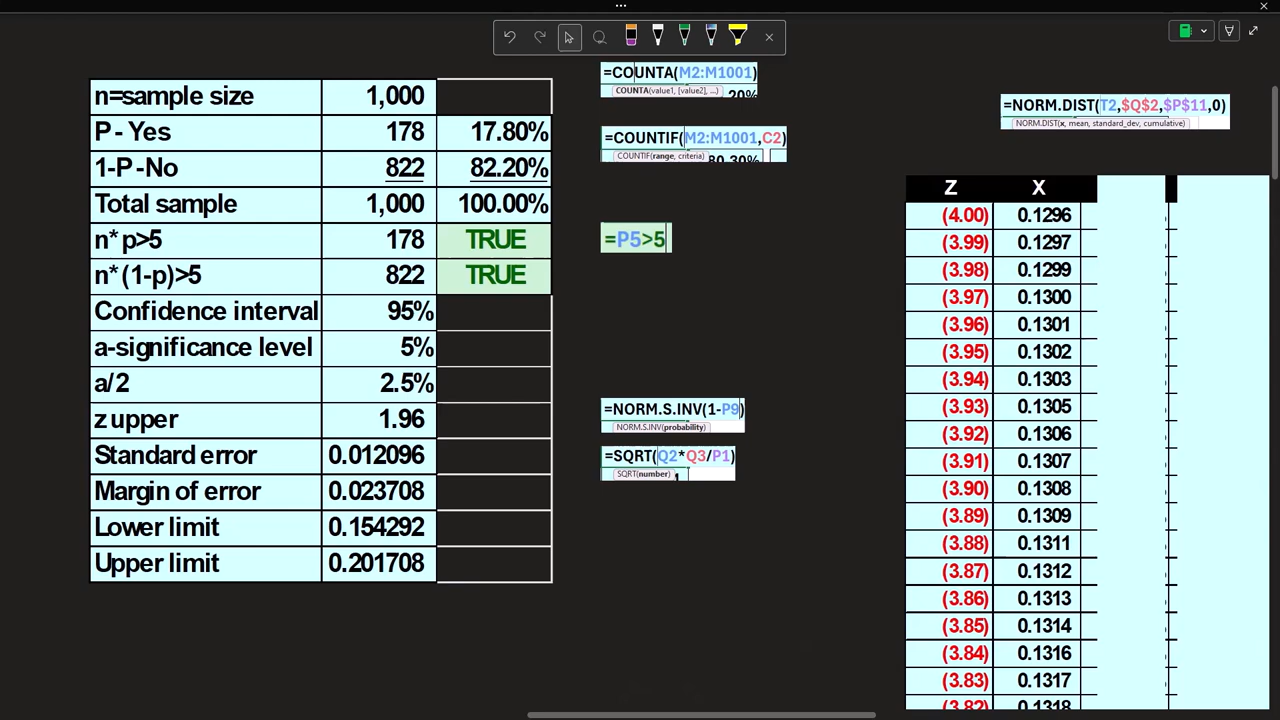 n=sample size 1,000
P - Yes 178 17.80%
1-P -No 822 82.20%
Total sample 1,000 100.00%
n* p>5 178 TRUE
n* (1-p)>5 822 TRUE
Confidence interval 95%
a-significance level 5%
a/2 2.5%
z upper 1.96
Standard error 0.012096
Margin of error 0.023708
Lower limit 0.154292
Upper limit 0.201708
=COUNTA(M2:M1001)
COUNTA(value1, [value2], ...)
20%
=COUNTIF(M2:M1001,C2)
COUNTIF(range, criteria)
80.30%
=P5>5
=NORM.S.INV(1-P9)
NORM.S.INV(probability)
=SQRT(Q2*Q3/P1)
SQRT(number)
=NORM.DIST(T2,$Q$2,$P$11,0)
NORM.DIST(x, mean, standard_dev, cumulative)
Z X
(4.00) 0.1296
(3.99) 0.1297
(3.98) 0.1299
(3.97) 0.1300
(3.96) 0.1301
(3.95) 0.1302
(3.94) 0.1303
(3.93) 0.1305
(3.92) 0.1306
(3.91) 0.1307
(3.90) 0.1308
(3.89) 0.1309
(3.88) 0.1311
(3.87) 0.1312
(3.86) 0.1313
(3.85) 0.1314
(3.84) 0.1316
(3.83) 0.1317
(3.82) 0.1318